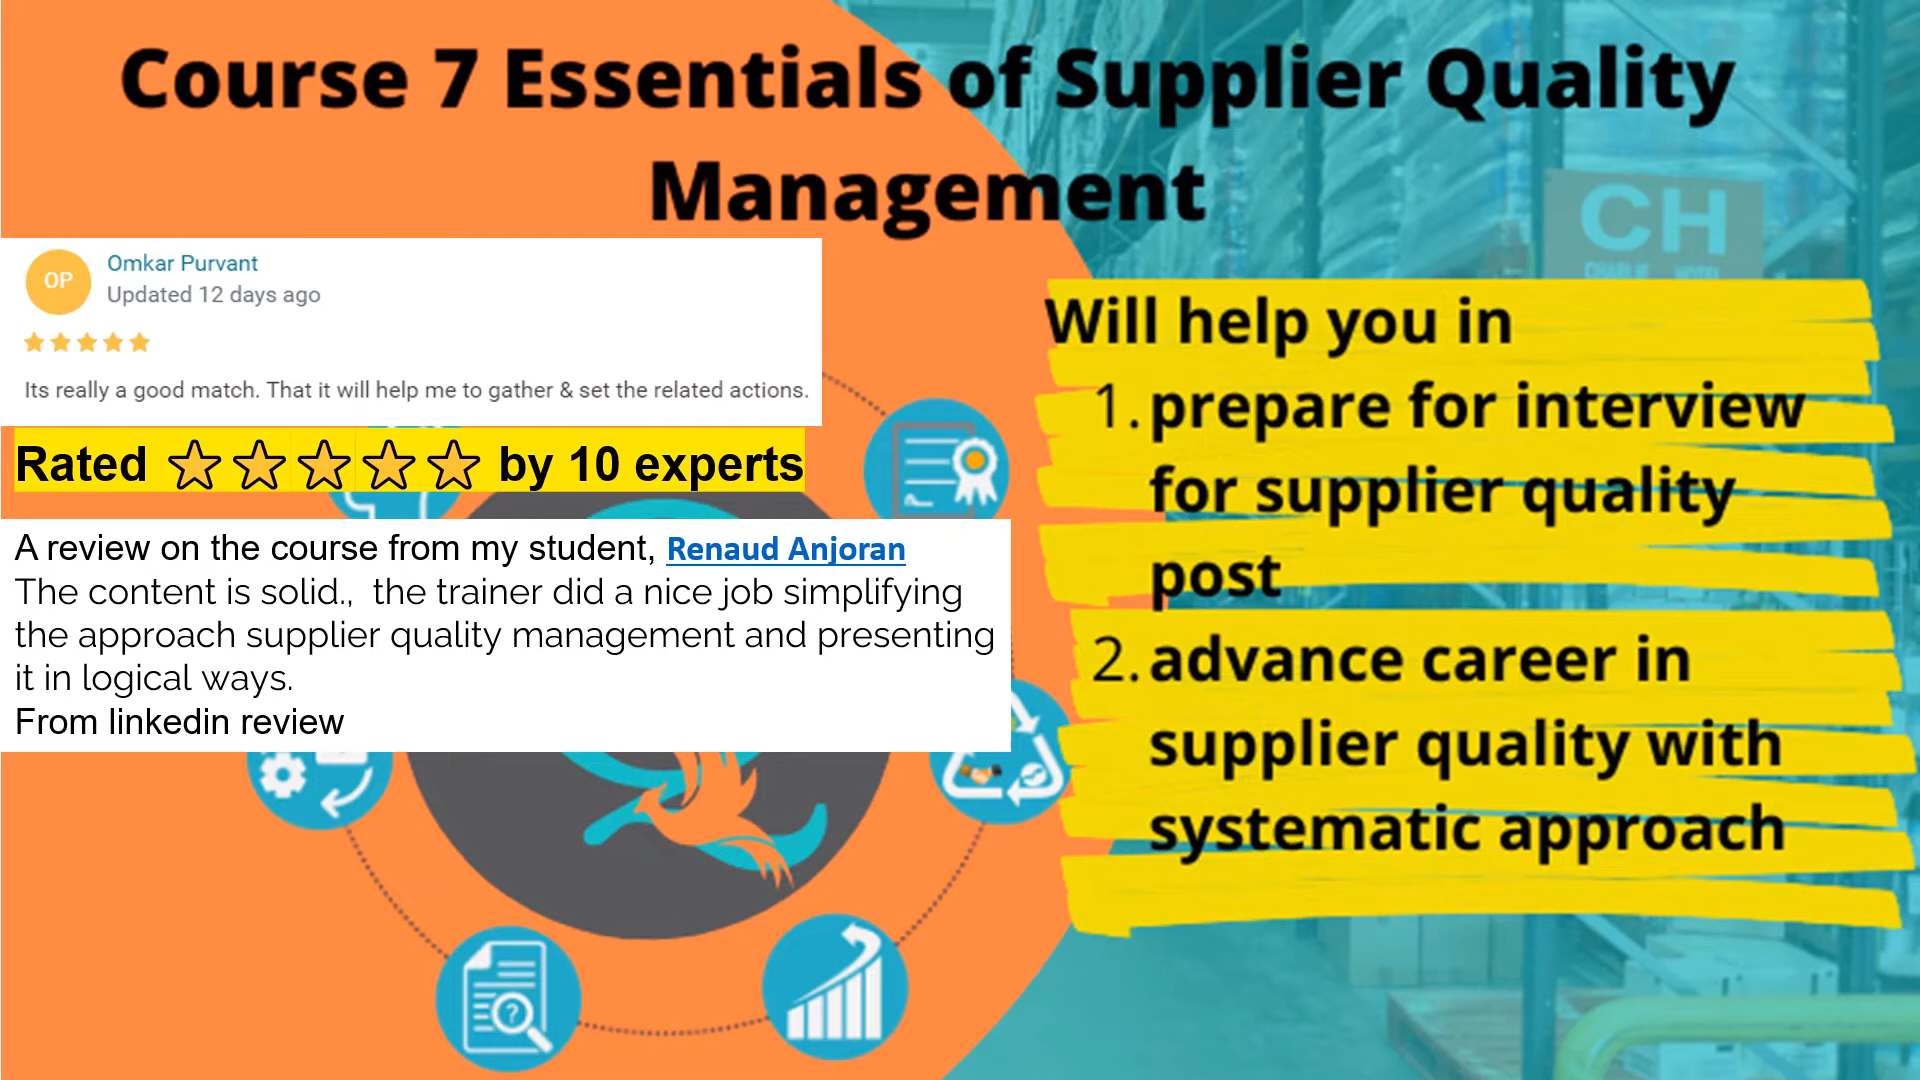 Course 7 Essentials of Supplier Quality
Management
CH
OP
Omkar Purvant
Updated 12 days ago
Its really a good match. That it will help me to gather & set the related actions.
Rated ⭐⭐⭐⭐⭐ by 10 experts
A review on the course from my student, Renaud Anjoran
The content is solid.,  the trainer did a nice job simplifying
the approach supplier quality management and presenting
it in logical ways.
From linkedin review
Will help you in
1. prepare for interview
for supplier quality
post
2. advance career in
supplier quality with
systematic approach
?